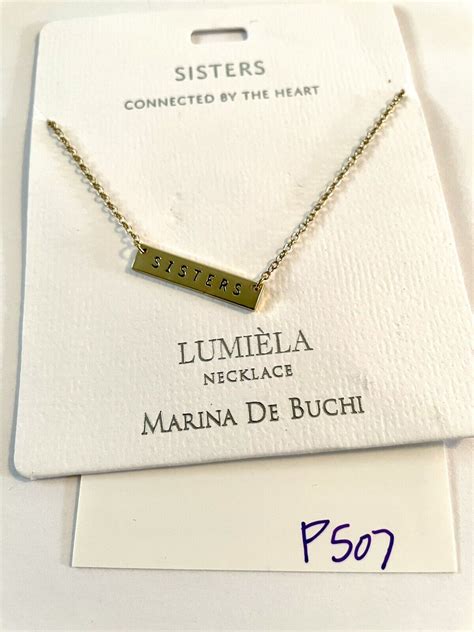 SISTERS
CONNECTED BY THE HEART
SISTERS
LUMIÈLA
NECKLACE
MARINA DE BUCHI
P507